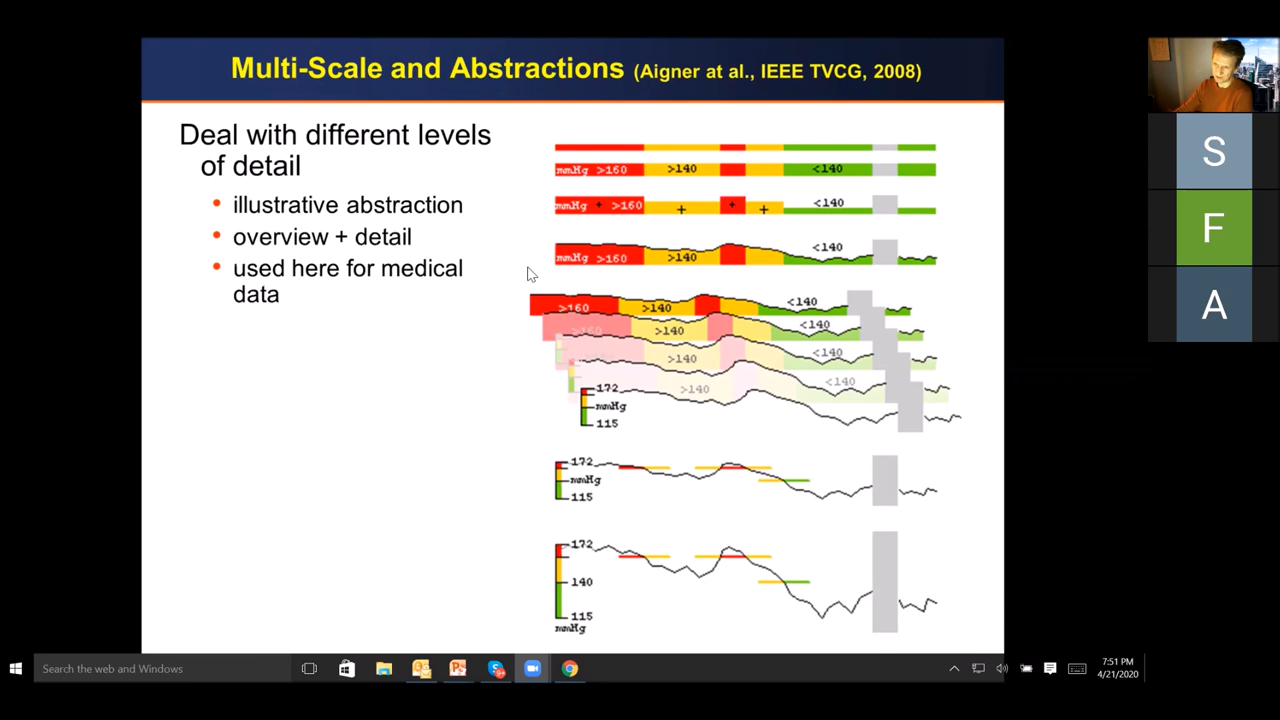 Multi-Scale and Abstractions (Aigner at al., IEEE TVCG, 2008)
Deal with different levels
of detail
• illustrative abstraction
• overview + detail
• used here for medical
data
mmHg >160 >140 <140
mmHg + >160 + + + <140
mmHg >160 >140 <140
>160 >140 <140
>160 >140 <140
>140 <140
>140 <140
172
mmHg
115
172
mmHg
115
172
140
115
mmHg
S
F
A
Search the web and Windows
7:51 PM
4/21/2020